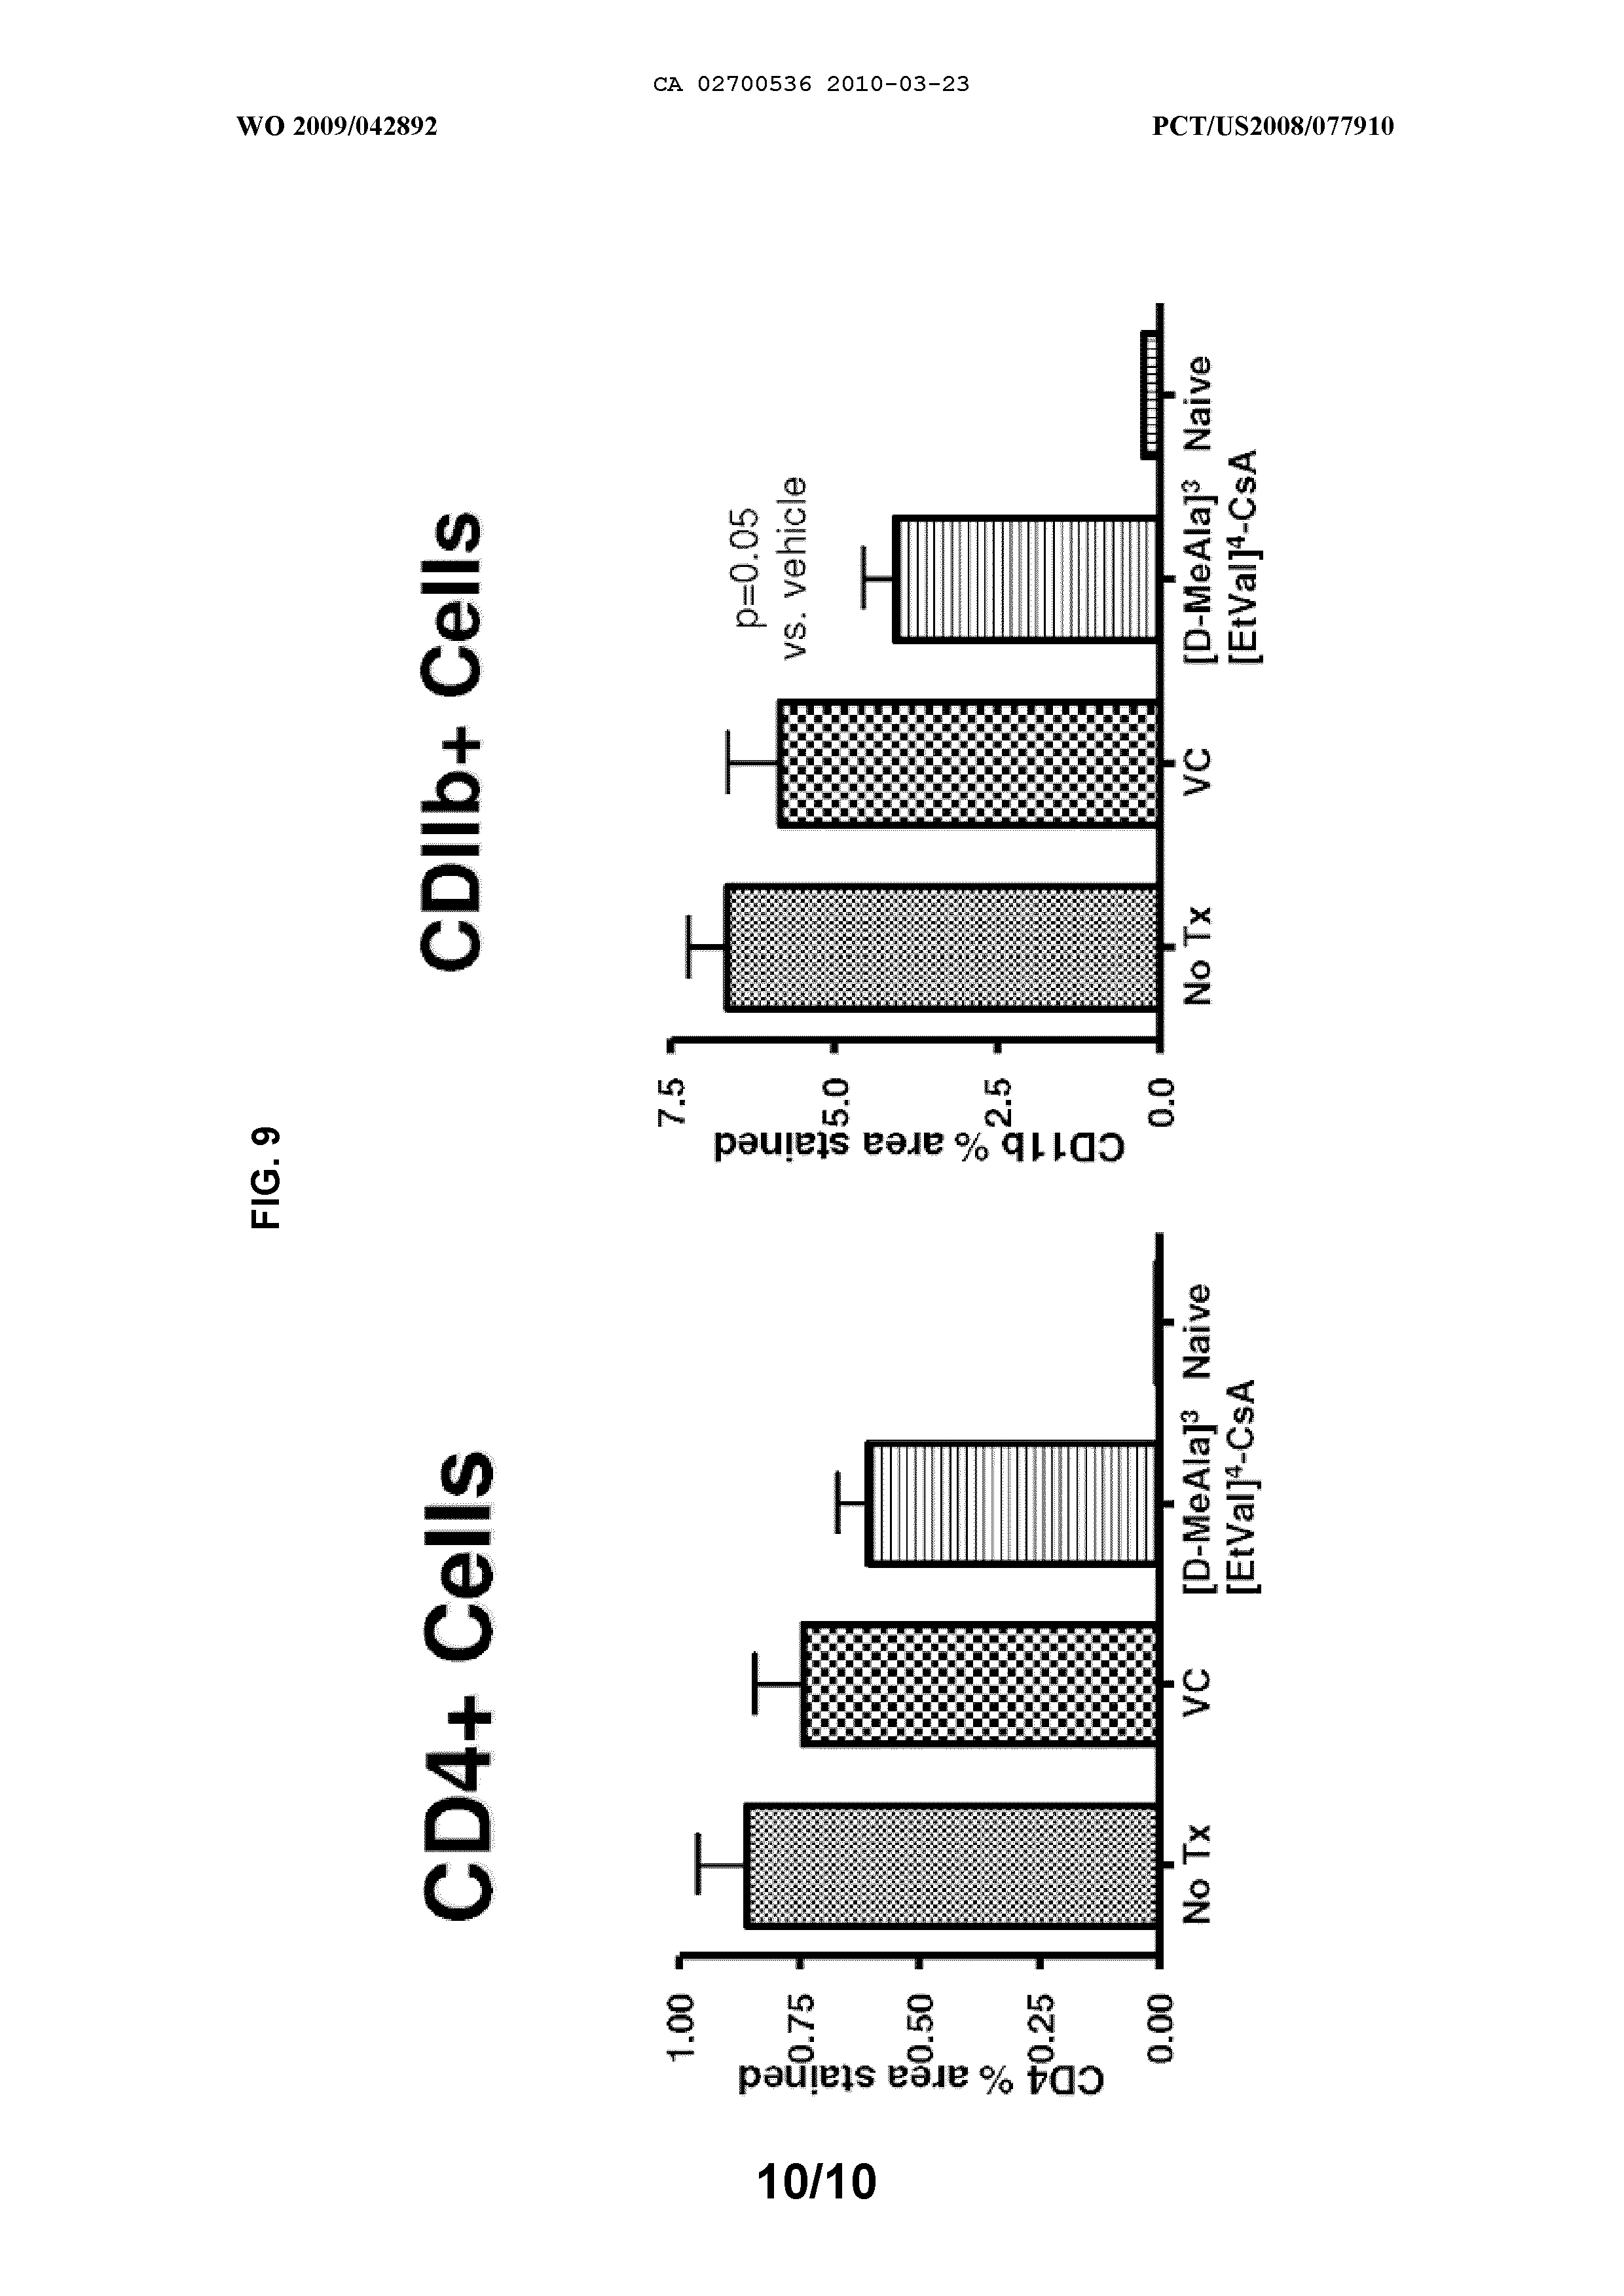 CA 02700536 2010-03-23
WO 2009/042892
PCT/US2008/077910
FIG. 9
CD4+ Cells
CD4 % area stained
1.00
0.75
0.50
0.25
0.00
No Tx
VC
[D-MeAla]³
[EtVal]⁴-CsA
Naive
CDIIb+ Cells
CD11b % area stained
7.5
5.0
2.5
0.0
p=0.05
vs. vehicle
No Tx
VC
[D-MeAla]³
[EtVal]⁴-CsA
Naive
10/10